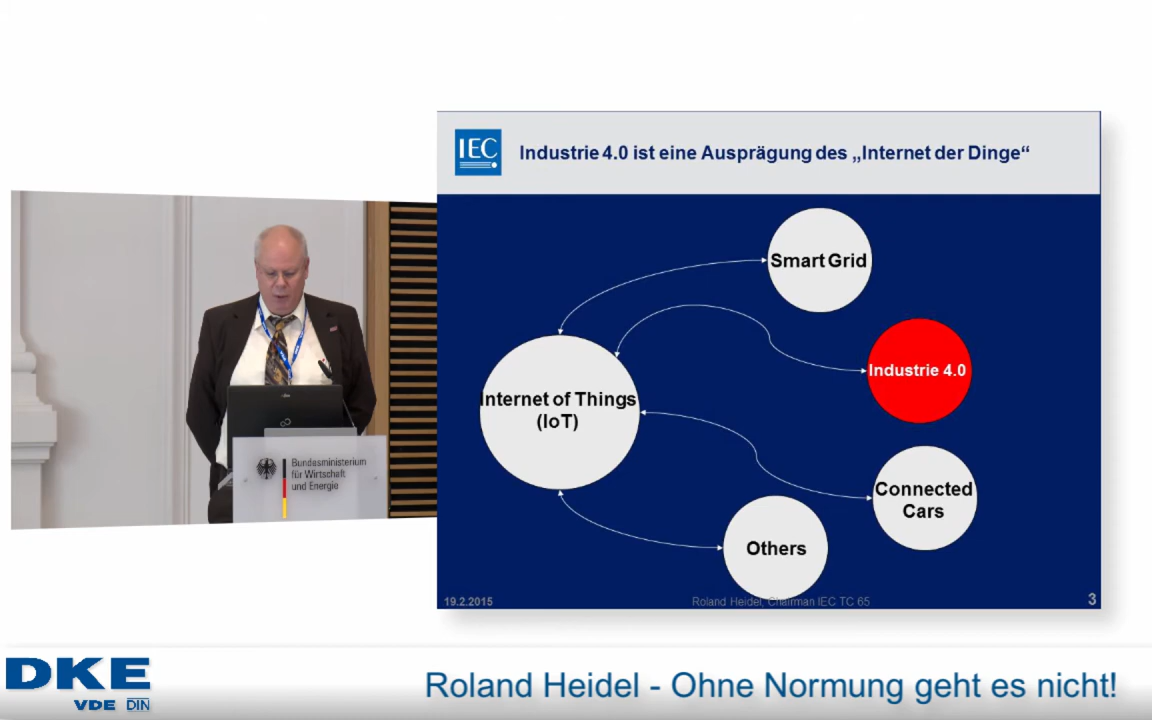 IEC
Industrie 4.0 ist eine Ausprägung des „Internet der Dinge“
Smart Grid
Industrie 4.0
Internet of Things
(IoT)
Connected
Cars
Others
19.2.2015
Roland Heidel, Chairman IEC TC 65
3
Bundesministerium
für Wirtschaft
und Energie
DKE
VDE DIN
Roland Heidel - Ohne Normung geht es nicht!